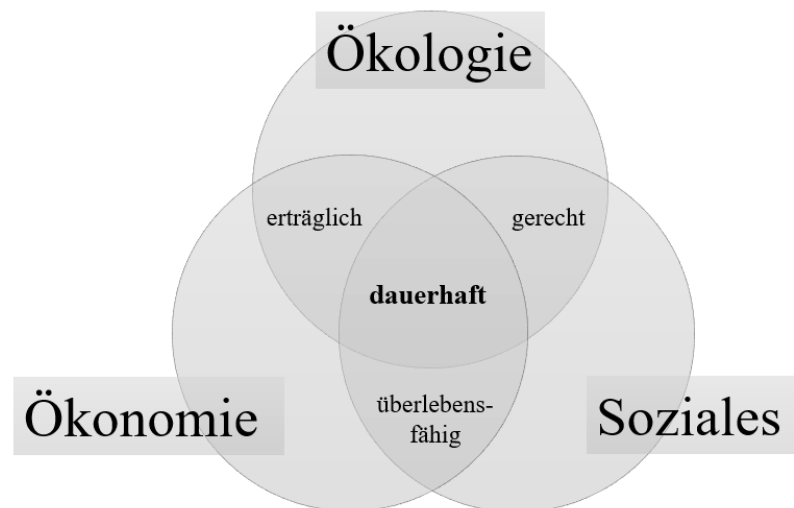 Ökologie
erträglich
gerecht
dauerhaft
Ökonomie
überlebens-
fähig
Soziales